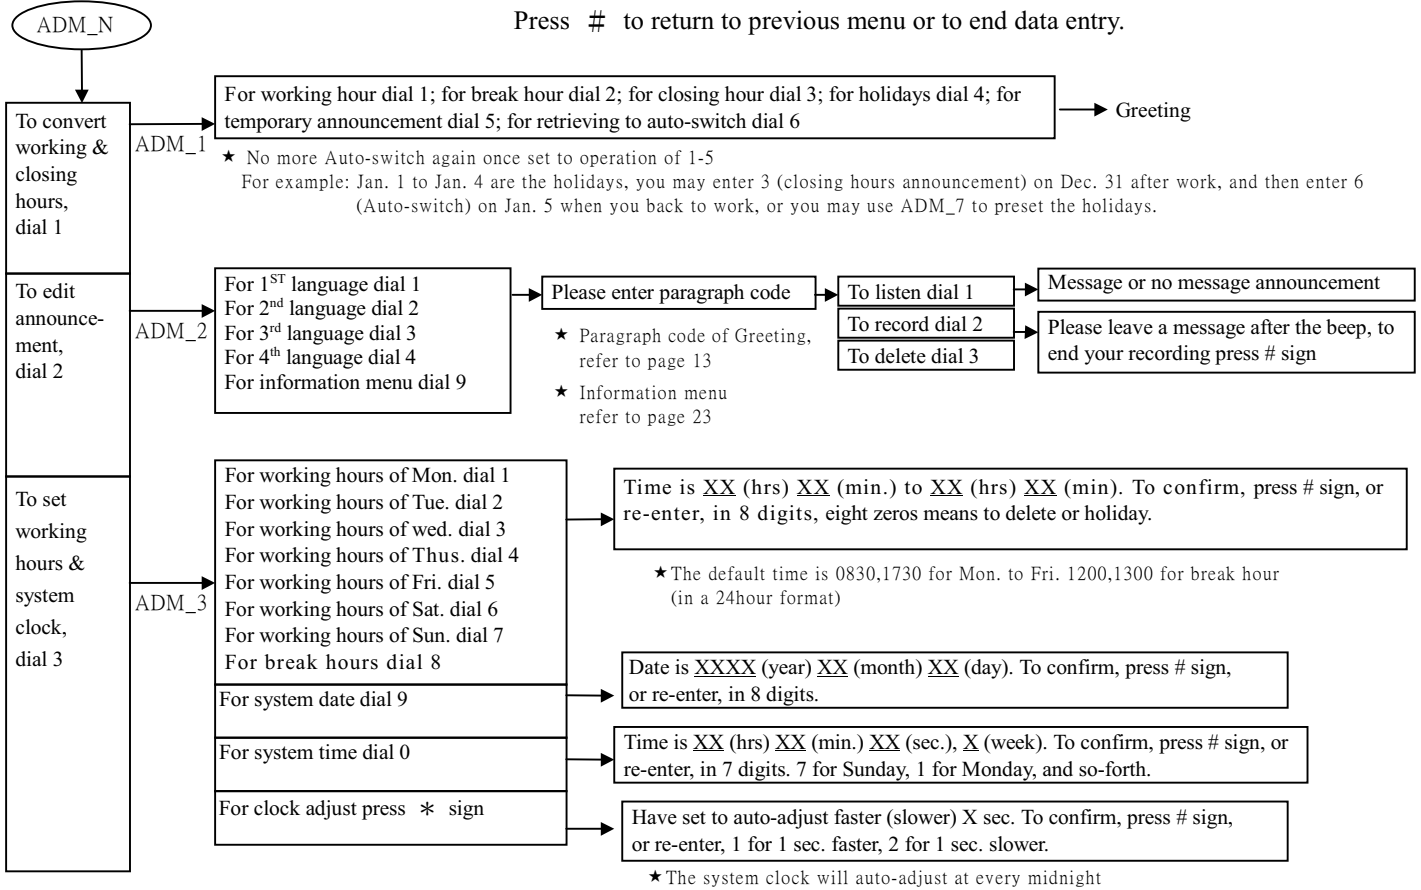 ADM_N
Press # to return to previous menu or to end data entry.
To convert
working &
closing
hours,
dial 1
ADM_1
For working hour dial 1; for break hour dial 2; for closing hour dial 3; for holidays dial 4; for
temporary announcement dial 5; for retrieving to auto-switch dial 6
Greeting
★ No more Auto-switch again once set to operation of 1-5
For example: Jan. 1 to Jan. 4 are the holidays, you may enter 3 (closing hours announcement) on Dec. 31 after work, and then enter 6
(Auto-switch) on Jan. 5 when you back to work, or you may use ADM_7 to preset the holidays.
To edit
announce-
ment,
dial 2
ADM_2
For 1ST language dial 1
For 2nd language dial 2
For 3rd language dial 3
For 4th language dial 4
For information menu dial 9
Please enter paragraph code
★ Paragraph code of Greeting,
refer to page 13
★ Information menu
refer to page 23
To listen dial 1
To record dial 2
To delete dial 3
Message or no message announcement
Please leave a message after the beep, to
end your recording press # sign
To set
working
hours &
system
clock,
dial 3
ADM_3
For working hours of Mon. dial 1
For working hours of Tue. dial 2
For working hours of wed. dial 3
For working hours of Thus. dial 4
For working hours of Fri. dial 5
For working hours of Sat. dial 6
For working hours of Sun. dial 7
For break hours dial 8
Time is XX (hrs) XX (min.) to XX (hrs) XX (min). To confirm, press # sign, or
re-enter, in 8 digits, eight zeros means to delete or holiday.
★The default time is 0830,1730 for Mon. to Fri. 1200,1300 for break hour
(in a 24hour format)
For system date dial 9
Date is XXXX (year) XX (month) XX (day). To confirm, press # sign,
or re-enter, in 8 digits.
For system time dial 0
Time is XX (hrs) XX (min.) XX (sec.), X (week). To confirm, press # sign, or
re-enter, in 7 digits. 7 for Sunday, 1 for Monday, and so-forth.
For clock adjust press * sign
Have set to auto-adjust faster (slower) X sec. To confirm, press # sign,
or re-enter, 1 for 1 sec. faster, 2 for 1 sec. slower.
★The system clock will auto-adjust at every midnight